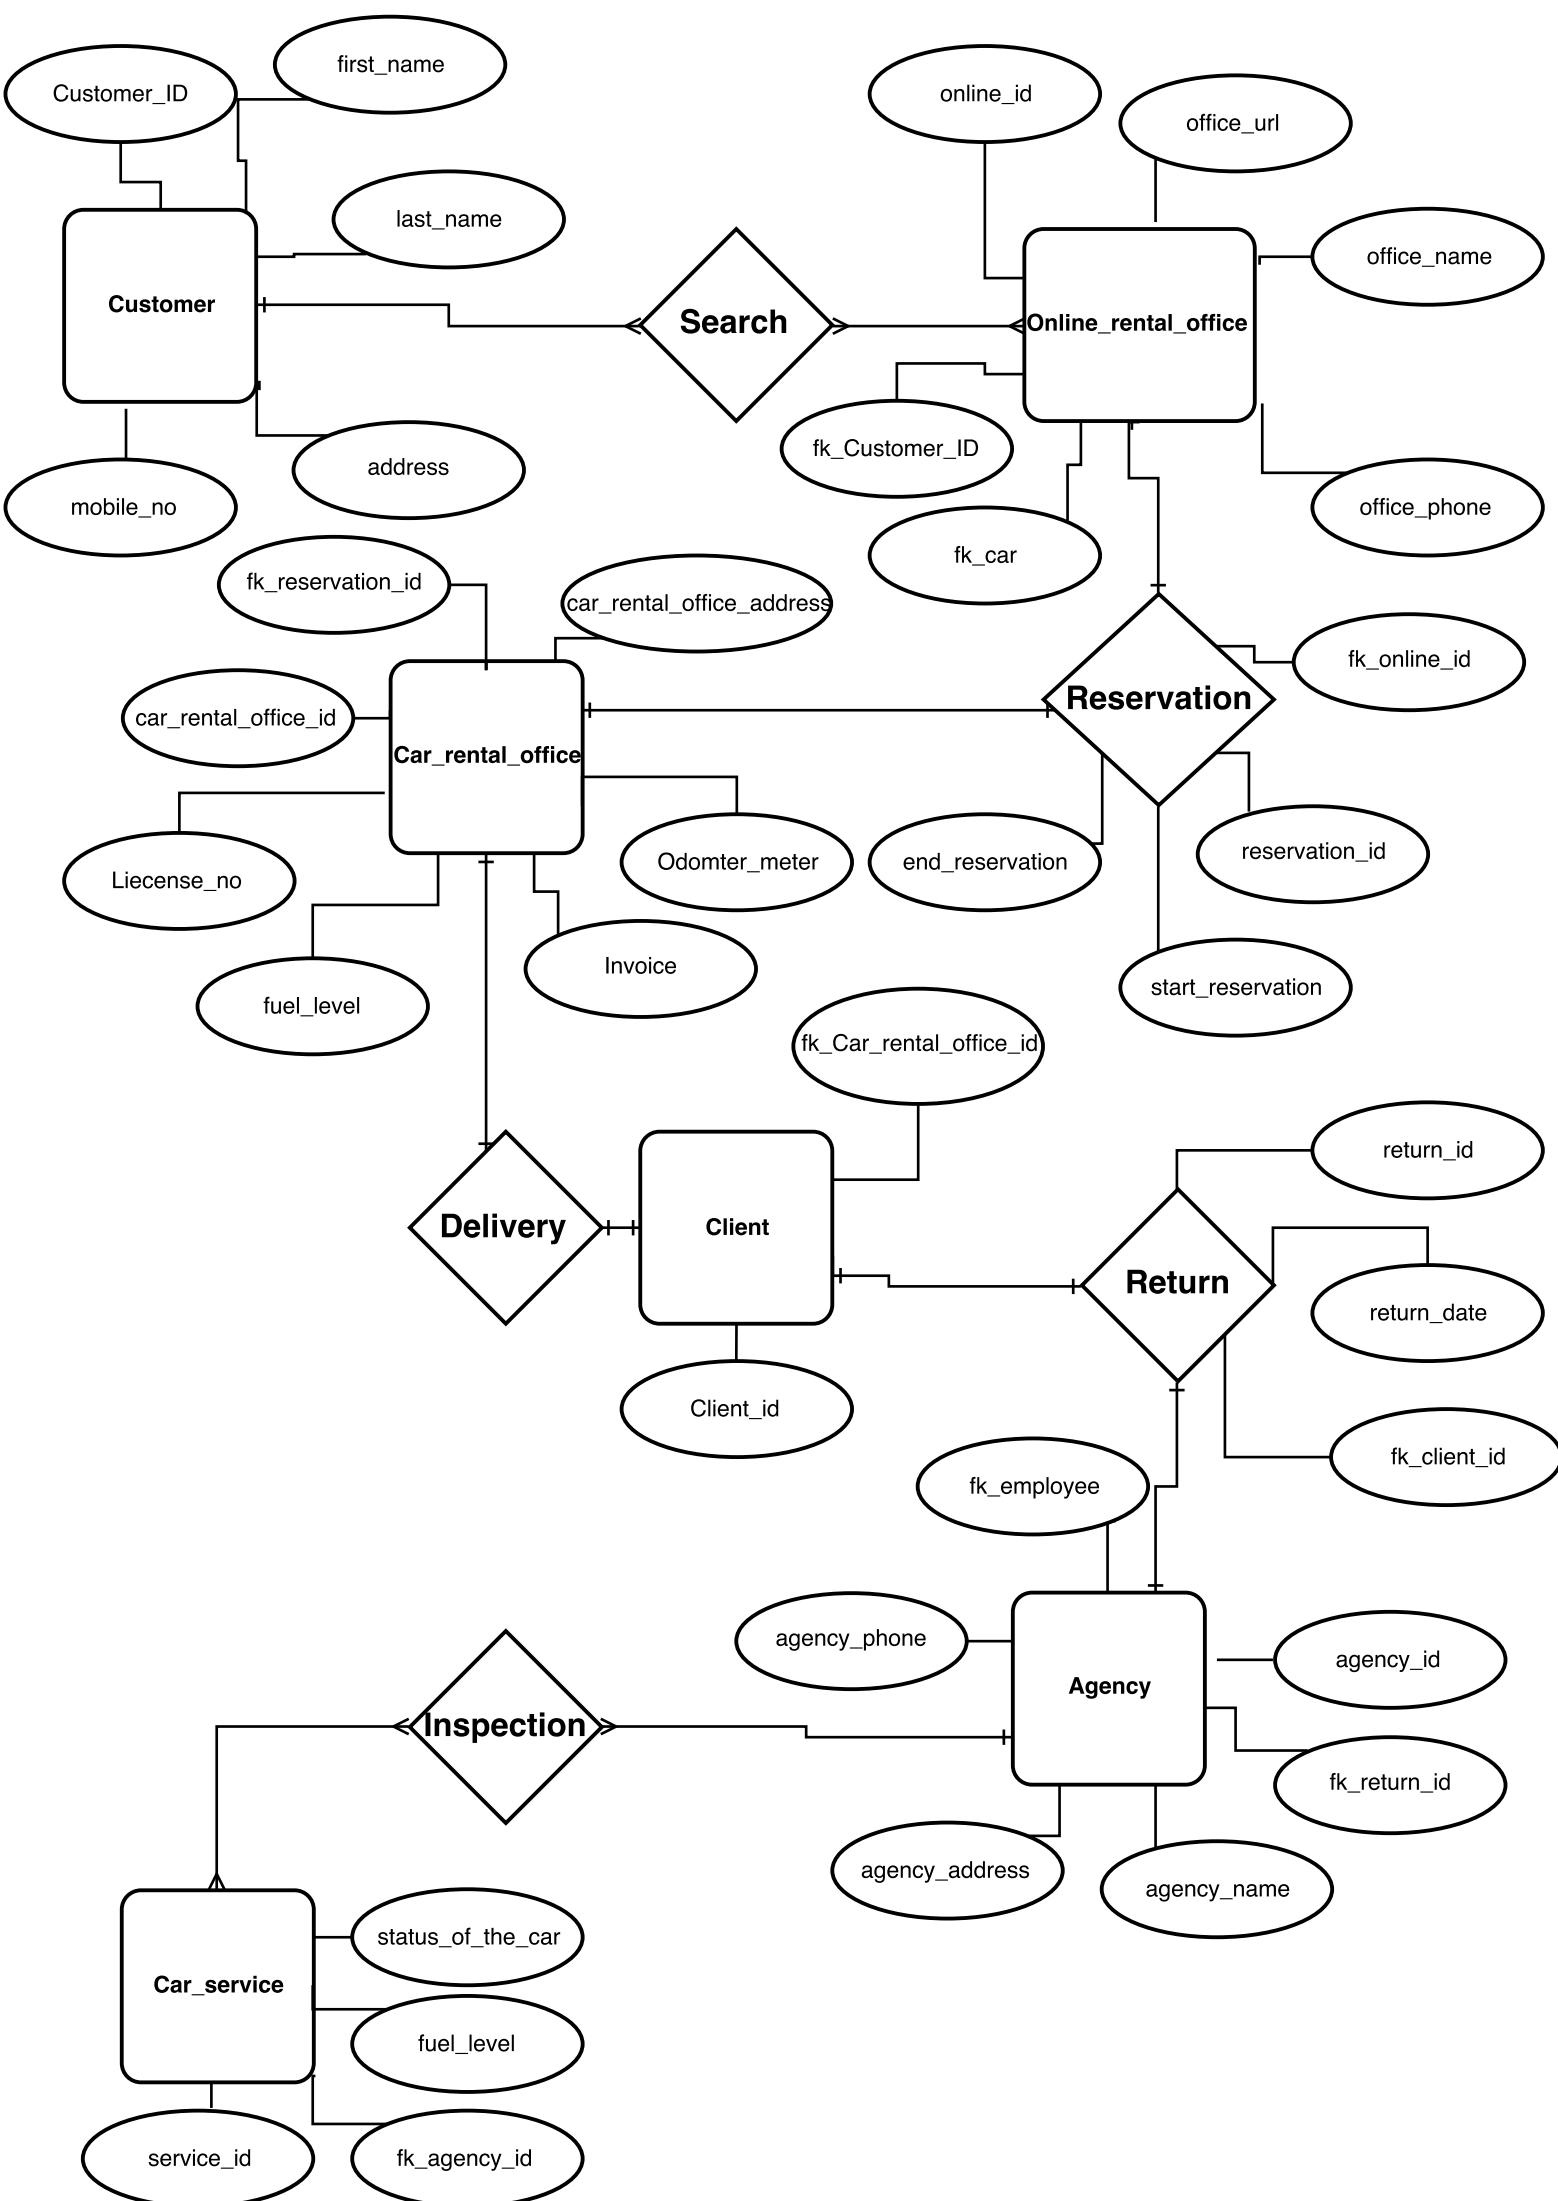 first_name
Customer_ID
online_id
office_url
last_name
office_name
Customer
Search
Online_rental_office
fk_Customer_ID
address
mobile_no
office_phone
fk_car
fk_reservation_id
car_rental_office_address
fk_online_id
car_rental_office_id
Reservation
Car_rental_office
Liecense_no
Odomter_meter
end_reservation
reservation_id
Invoice
start_reservation
fuel_level
fk_Car_rental_office_id
return_id
Delivery
Client
Return
return_date
Client_id
fk_client_id
fk_employee
agency_phone
agency_id
Agency
Inspection
fk_return_id
agency_address
agency_name
status_of_the_car
Car_service
fuel_level
service_id
fk_agency_id